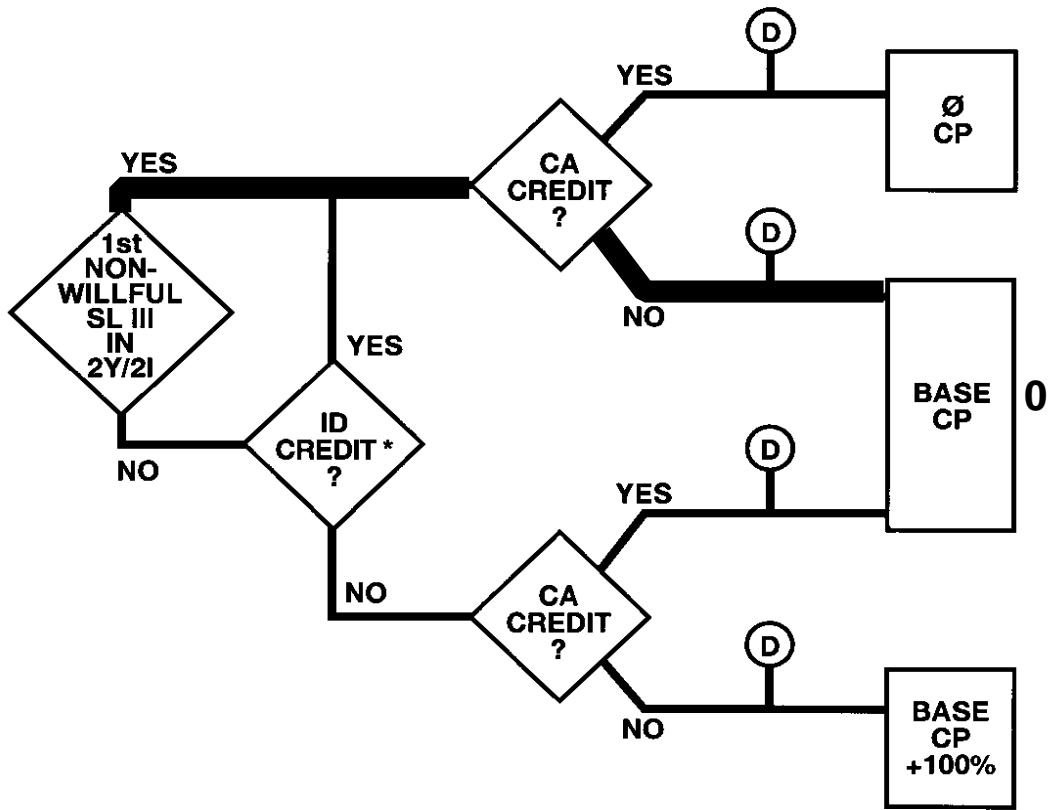 D
YES
Ø
CP
YES
CA
CREDIT
?
D
1st
NON-
WILLFUL
SL III
IN
2Y/2I
NO
YES
BASE
CP
0
ID
CREDIT *
?
NO
D
YES
NO
CA
CREDIT
?
D
NO
BASE
CP
+100%